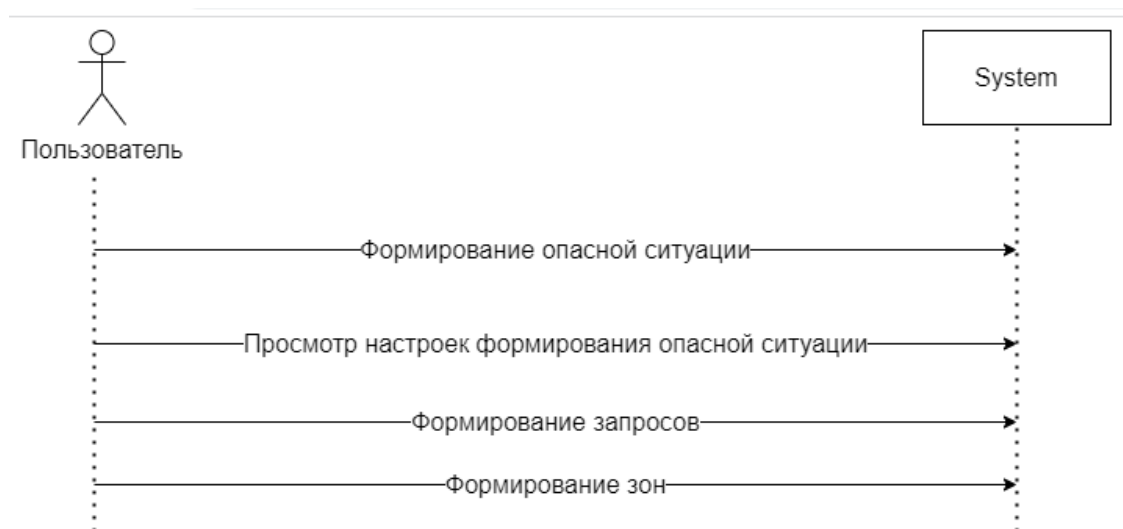 System
Пользователь
Формирование опасной ситуации
Просмотр настроек формирования опасной ситуации
Формирование запросов
Формирование зон